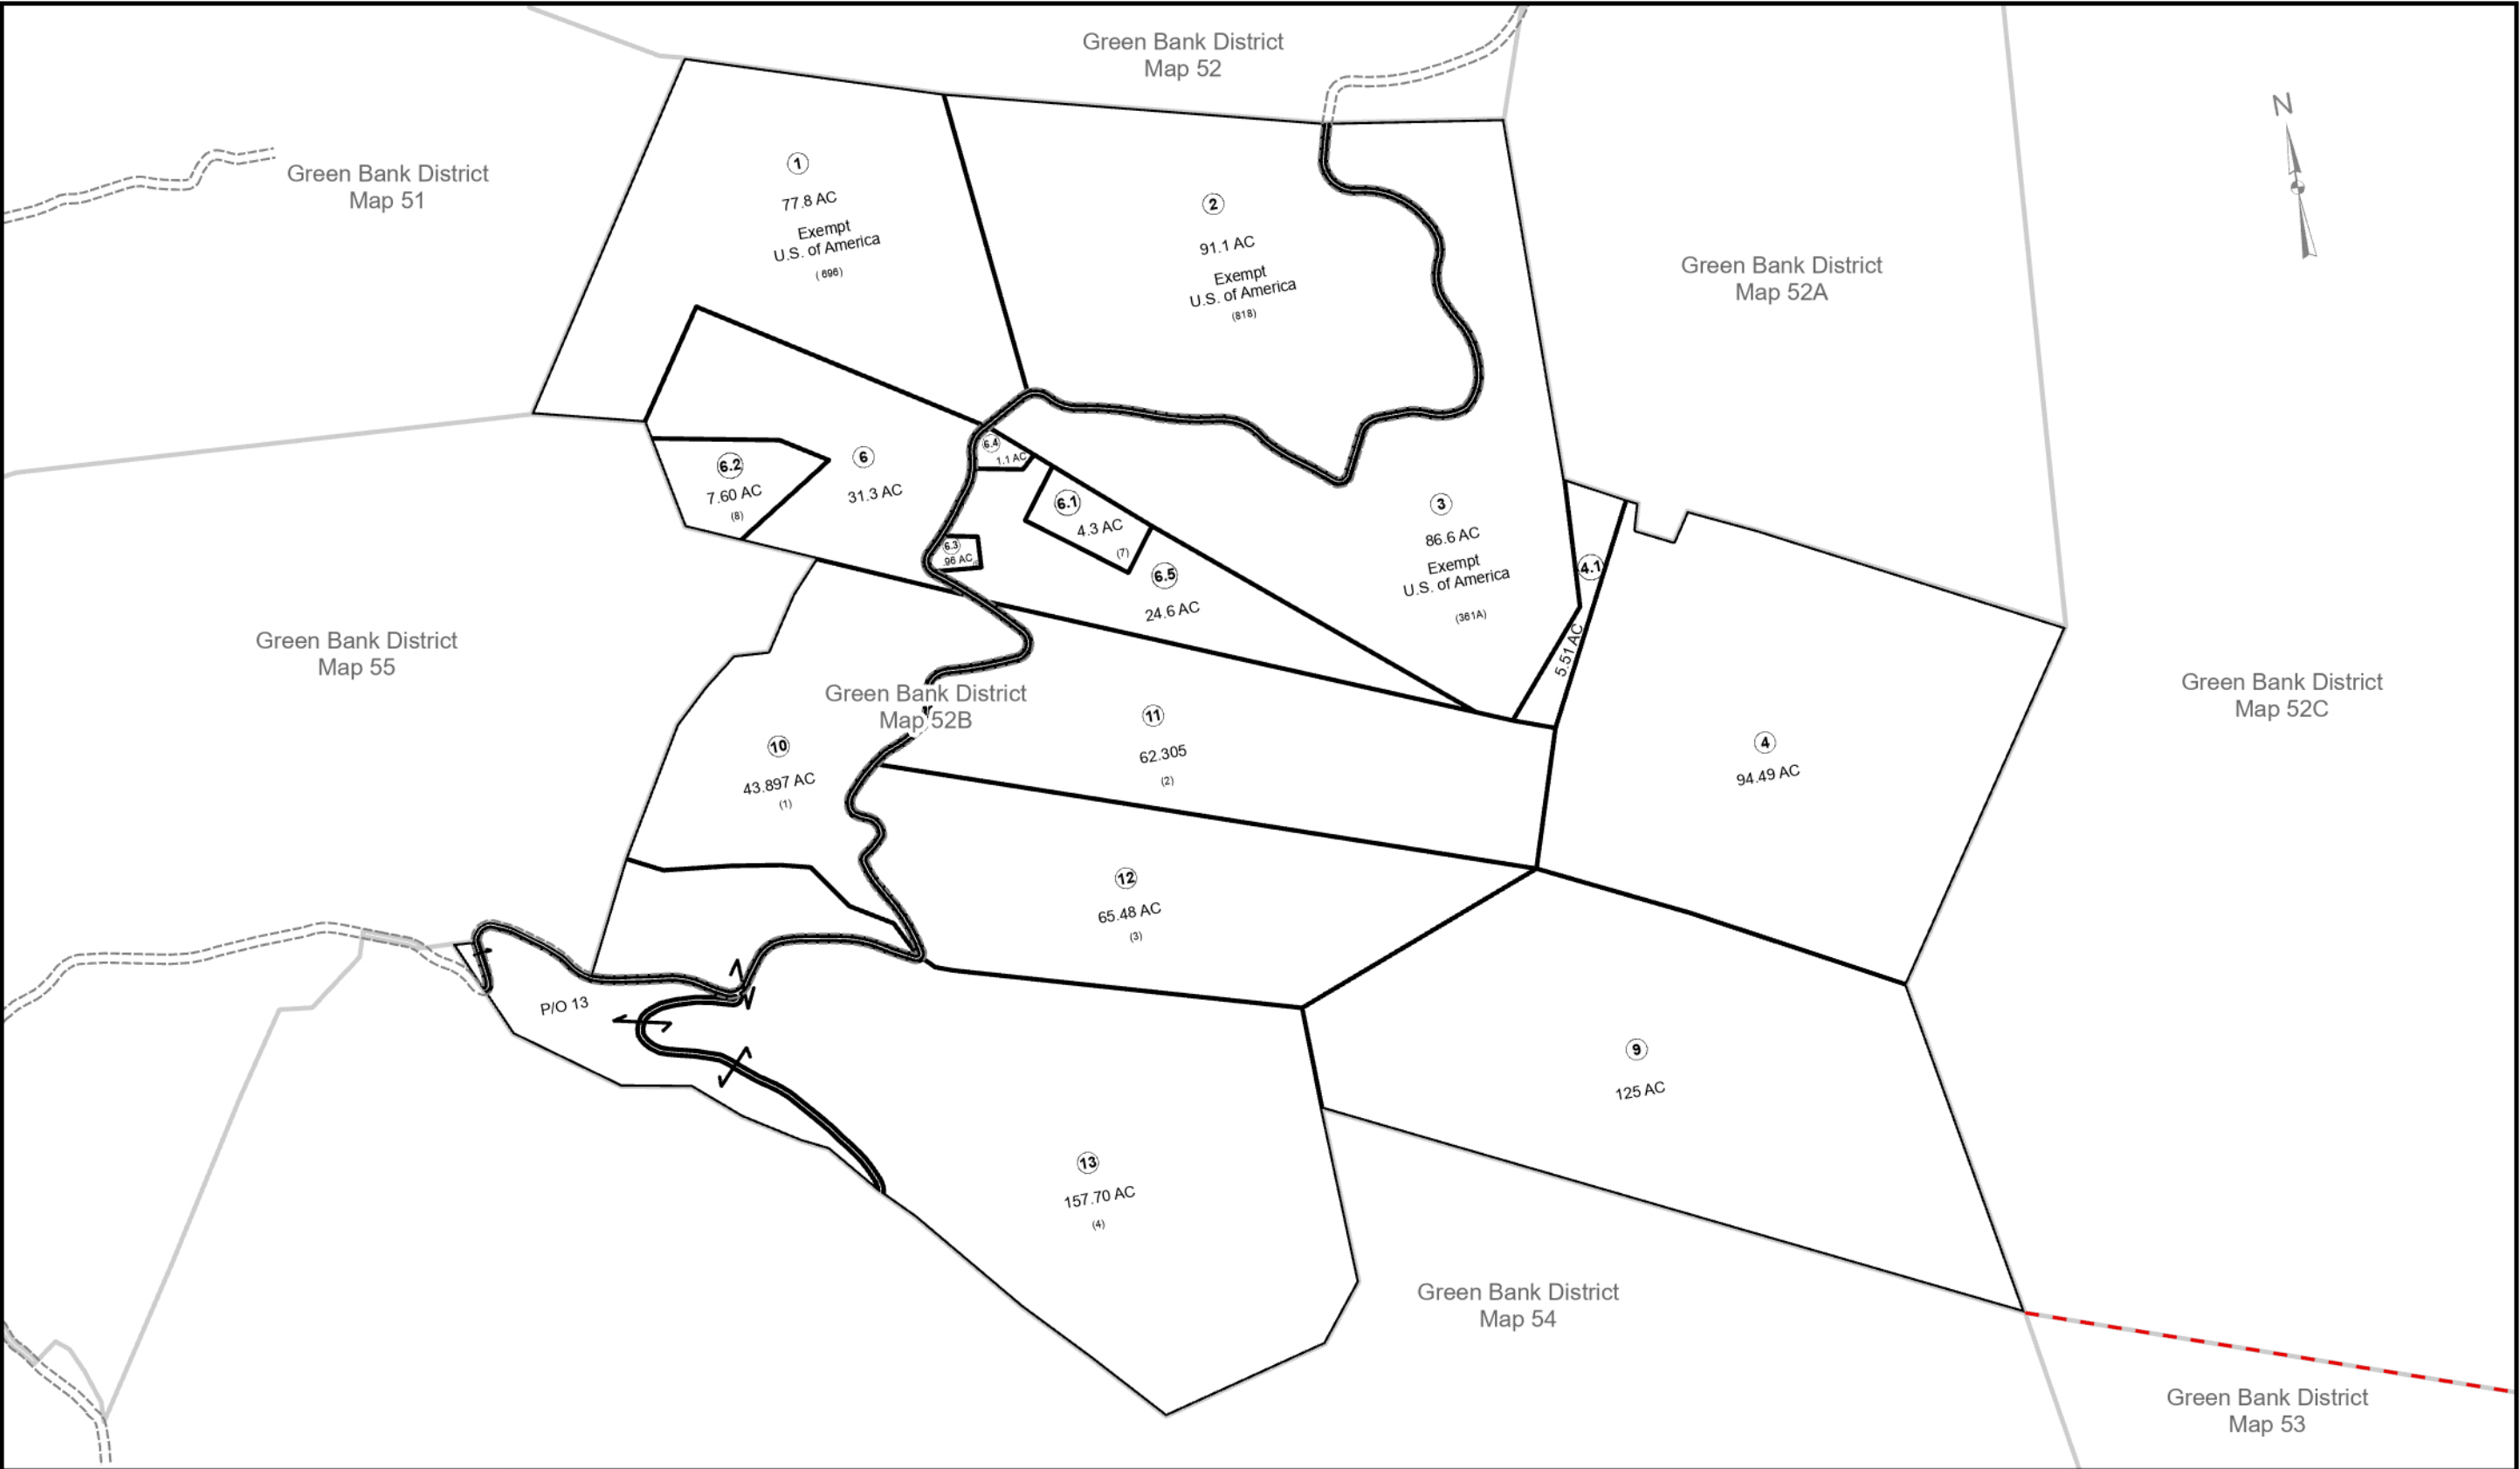 Green Bank District
Map 52
N
Green Bank District
Map 51
1
77.8 AC
Exempt
U.S. of America
( 696)
2
91.1 AC
Exempt
U.S. of America
(818)
Green Bank District
Map 52A
6.2
7.60 AC
(8)
6
31.3 AC
6.4
1.1 AC
6.1
4.3 AC
(7)
6.3
.96 AC
6.5
24.6 AC
3
86.6 AC
Exempt
U.S. of America
(361A)
4.1
5.51 AC
Green Bank District
Map 55
Green Bank District
Map 52B
10
43.897 AC
(1)
11
62.305
(2)
4
94.49 AC
Green Bank District
Map 52C
12
65.48 AC
(3)
P/O 13
9
125 AC
13
157.70 AC
(4)
Green Bank District
Map 54
Green Bank District
Map 53